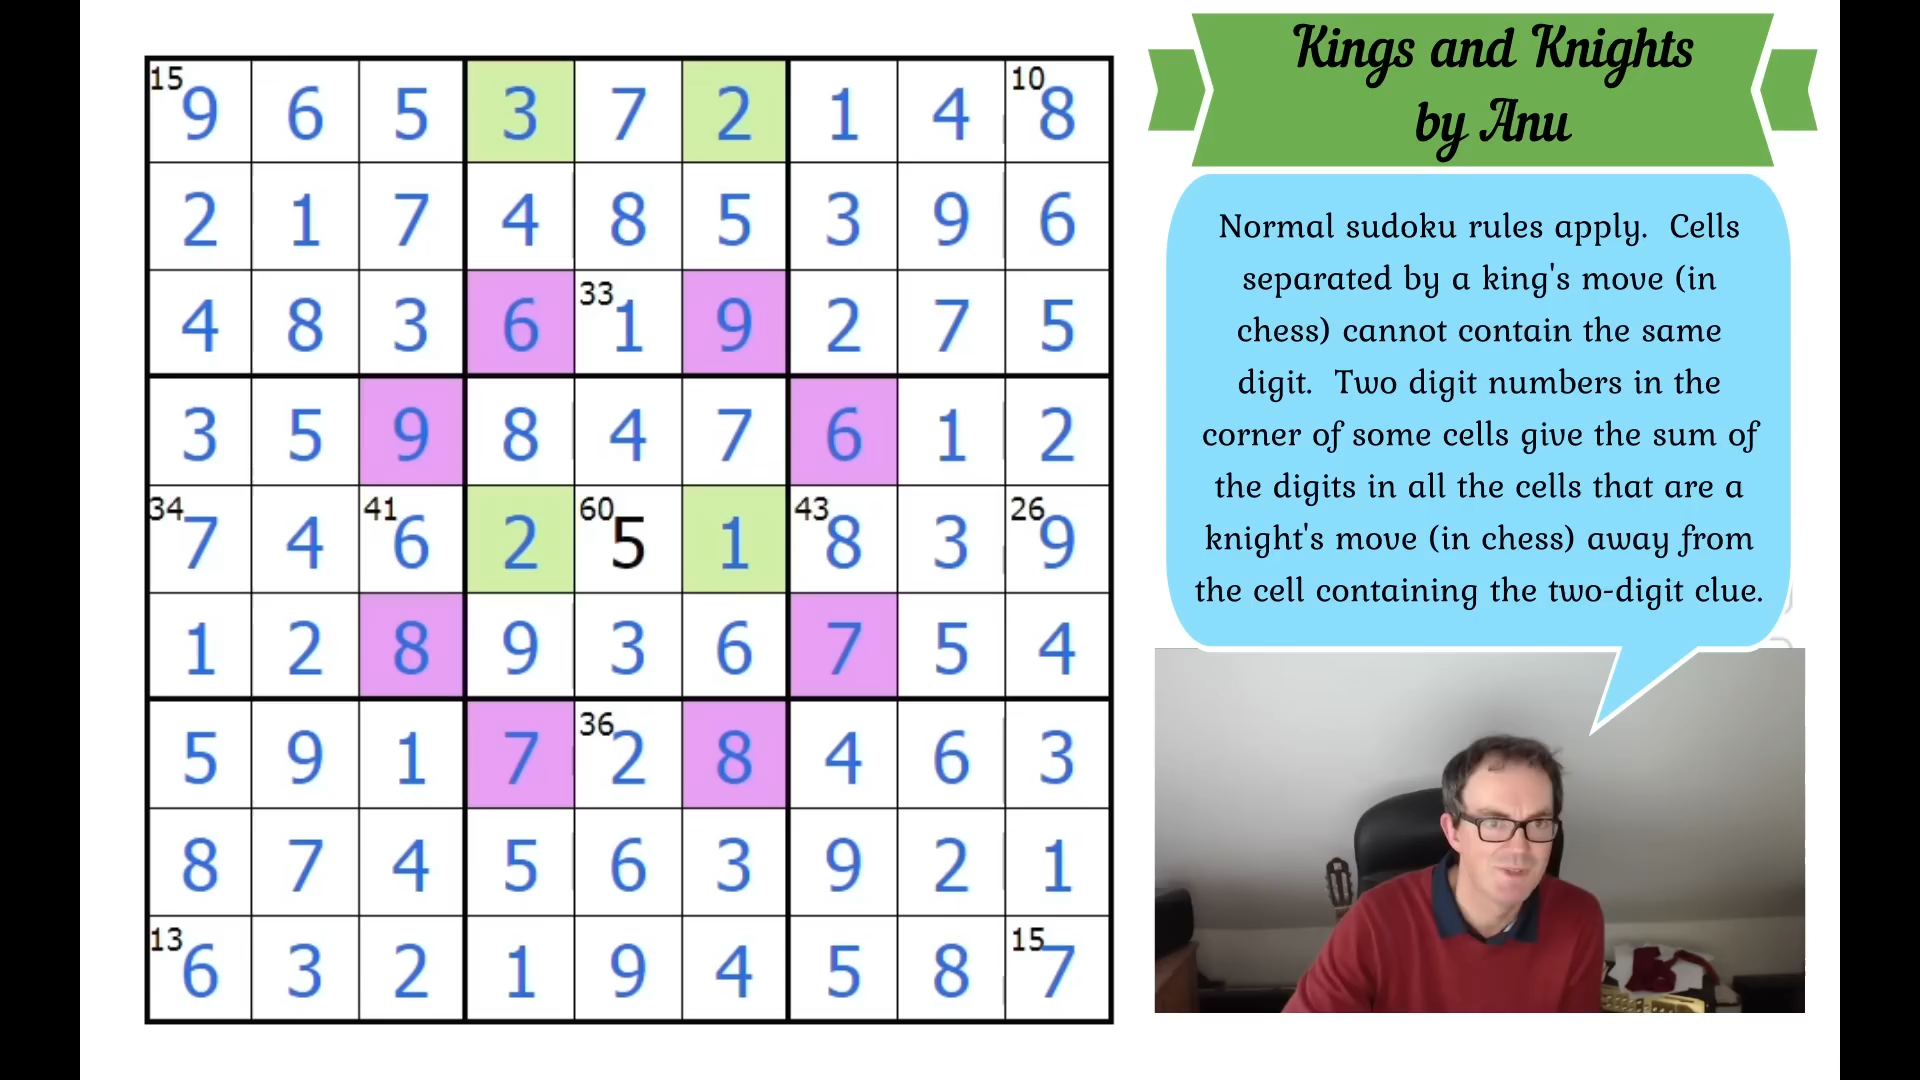 Kings and Knights
by Anu
Normal sudoku rules apply. Cells
separated by a king's move (in
chess) cannot contain the same
digit. Two digit numbers in the
corner of some cells give the sum of
the digits in all the cells that are a
knight's move (in chess) away from
the cell containing the two-digit clue.
15 9 6 5 3 7 2 1 4 10 8
2 1 7 4 8 5 3 9 6
4 8 3 6 33 1 9 2 7 5
3 5 9 8 4 7 6 1 2
34 7 4 41 6 2 60 5 1 43 8 3 26 9
1 2 8 9 3 6 7 5 4
5 9 1 7 36 2 8 4 6 3
8 7 4 5 6 3 9 2 1
13 6 3 2 1 9 4 5 8 15 7